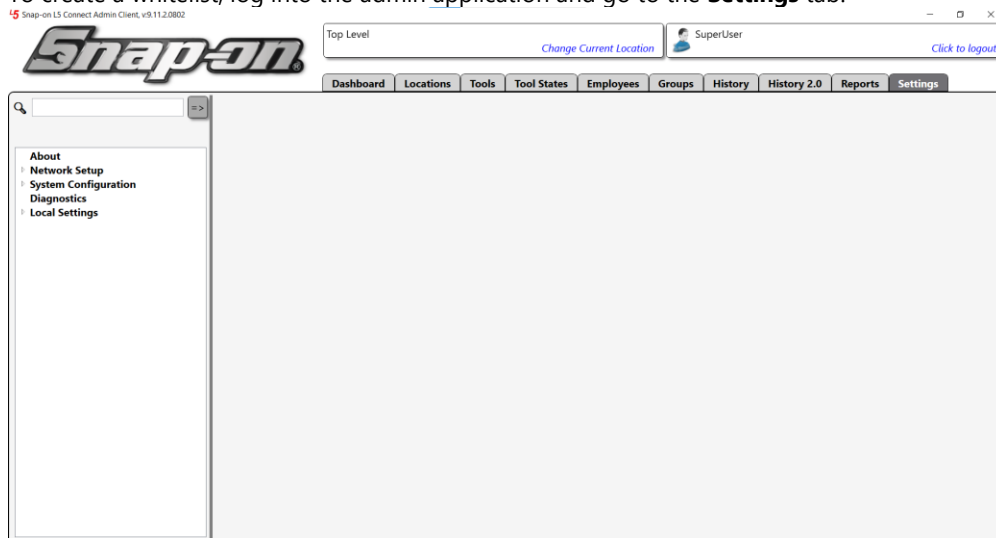 To create a whitelist, log into the admin application and go to the Settings tab.
L5 Snap-on L5 Connect Admin Client, v:9.11.2.0802
Snap-on®
Top Level
Change Current Location
SuperUser
Click to logout
Dashboard Locations Tools Tool States Employees Groups History History 2.0 Reports Settings
=>
About
Network Setup
System Configuration
Diagnostics
Local Settings